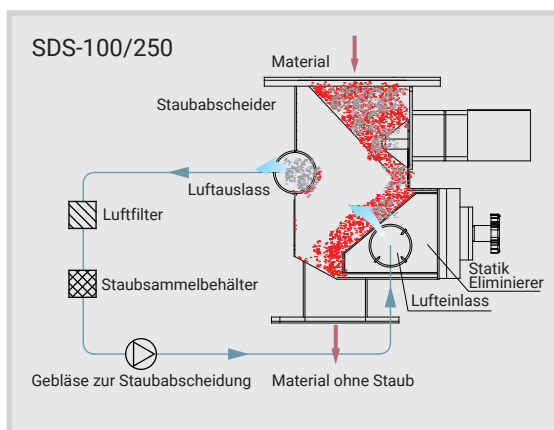 SDS-100/250
Material
Staubabscheider
Luftauslass
Luftfilter
Staubsammelbehälter
Statik
Eliminierer
Lufteinlass
Gebläse zur Staubabscheidung
Material ohne Staub